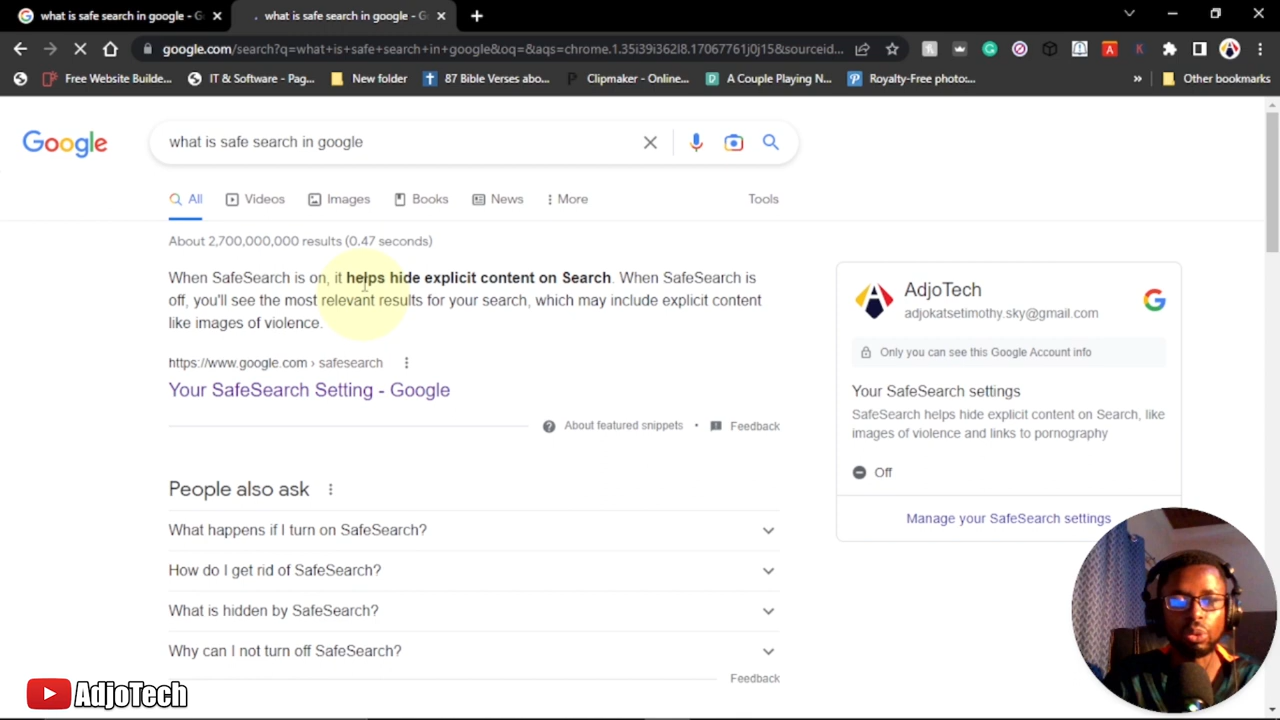 what is safe search in google - G
what is safe search in google - G
google.com/search?q=what+is+safe+search+in+google&oq=&aqs=chrome.1.35i39i362l8.17067761j0j15&sourceid...
Free Website Builde...
IT & Software - Pag...
New folder
87 Bible Verses abo...
Clipmaker - Online...
A Couple Playing N...
Royalty-Free photo:...
»
Other bookmarks
Google
what is safe search in google
All
Videos
Images
Books
News
More
Tools
About 2,700,000,000 results (0.47 seconds)
When SafeSearch is on, it helps hide explicit content on Search. When SafeSearch is
off, you'll see the most relevant results for your search, which may include explicit content
like images of violence.
https://www.google.com › safesearch
Your SafeSearch Setting - Google
About featured snippets • Feedback
People also ask
What happens if I turn on SafeSearch?
How do I get rid of SafeSearch?
What is hidden by SafeSearch?
Why can I not turn off SafeSearch?
Feedback
AdjoTech
adjokatsetimothy.sky@gmail.com
Only you can see this Google Account info
Your SafeSearch settings
SafeSearch helps hide explicit content on Search, like
images of violence and links to pornography
Off
Manage your SafeSearch settings
AdjoTech